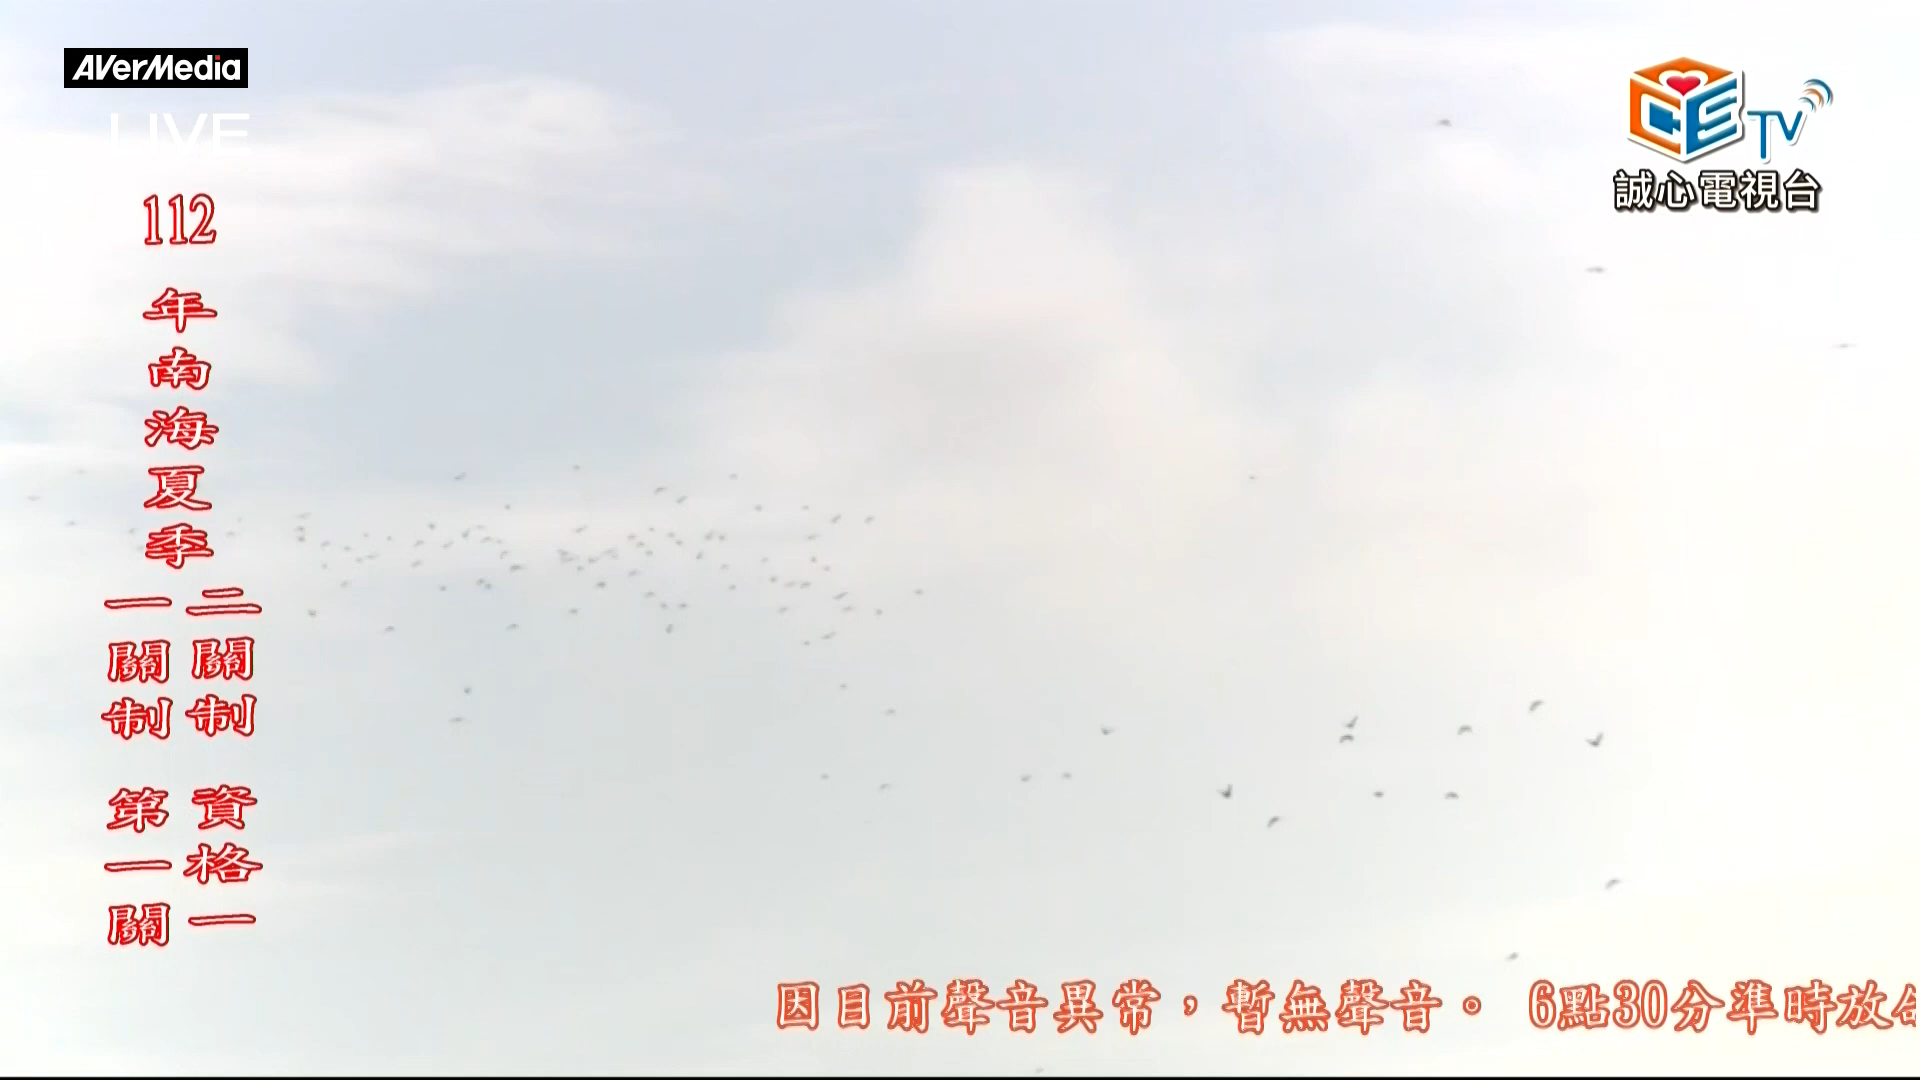 AVerMedia
LIVE
CETV
誠心電視台
112
年南海夏季
二關制 資格一
一關制 第一關
因目前聲音異常，暫無聲音。 6點30分準時放